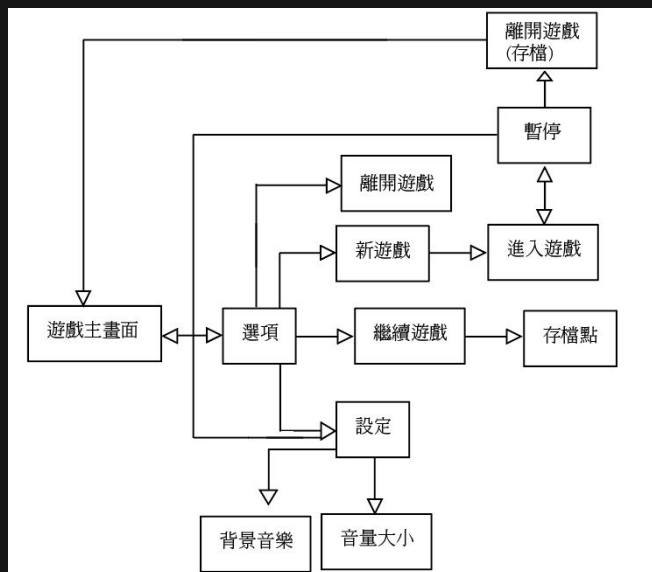 離開遊戲
(存檔)
暫停
離開遊戲
新遊戲
進入遊戲
遊戲主畫面
選項
繼續遊戲
存檔點
設定
背景音樂
音量大小